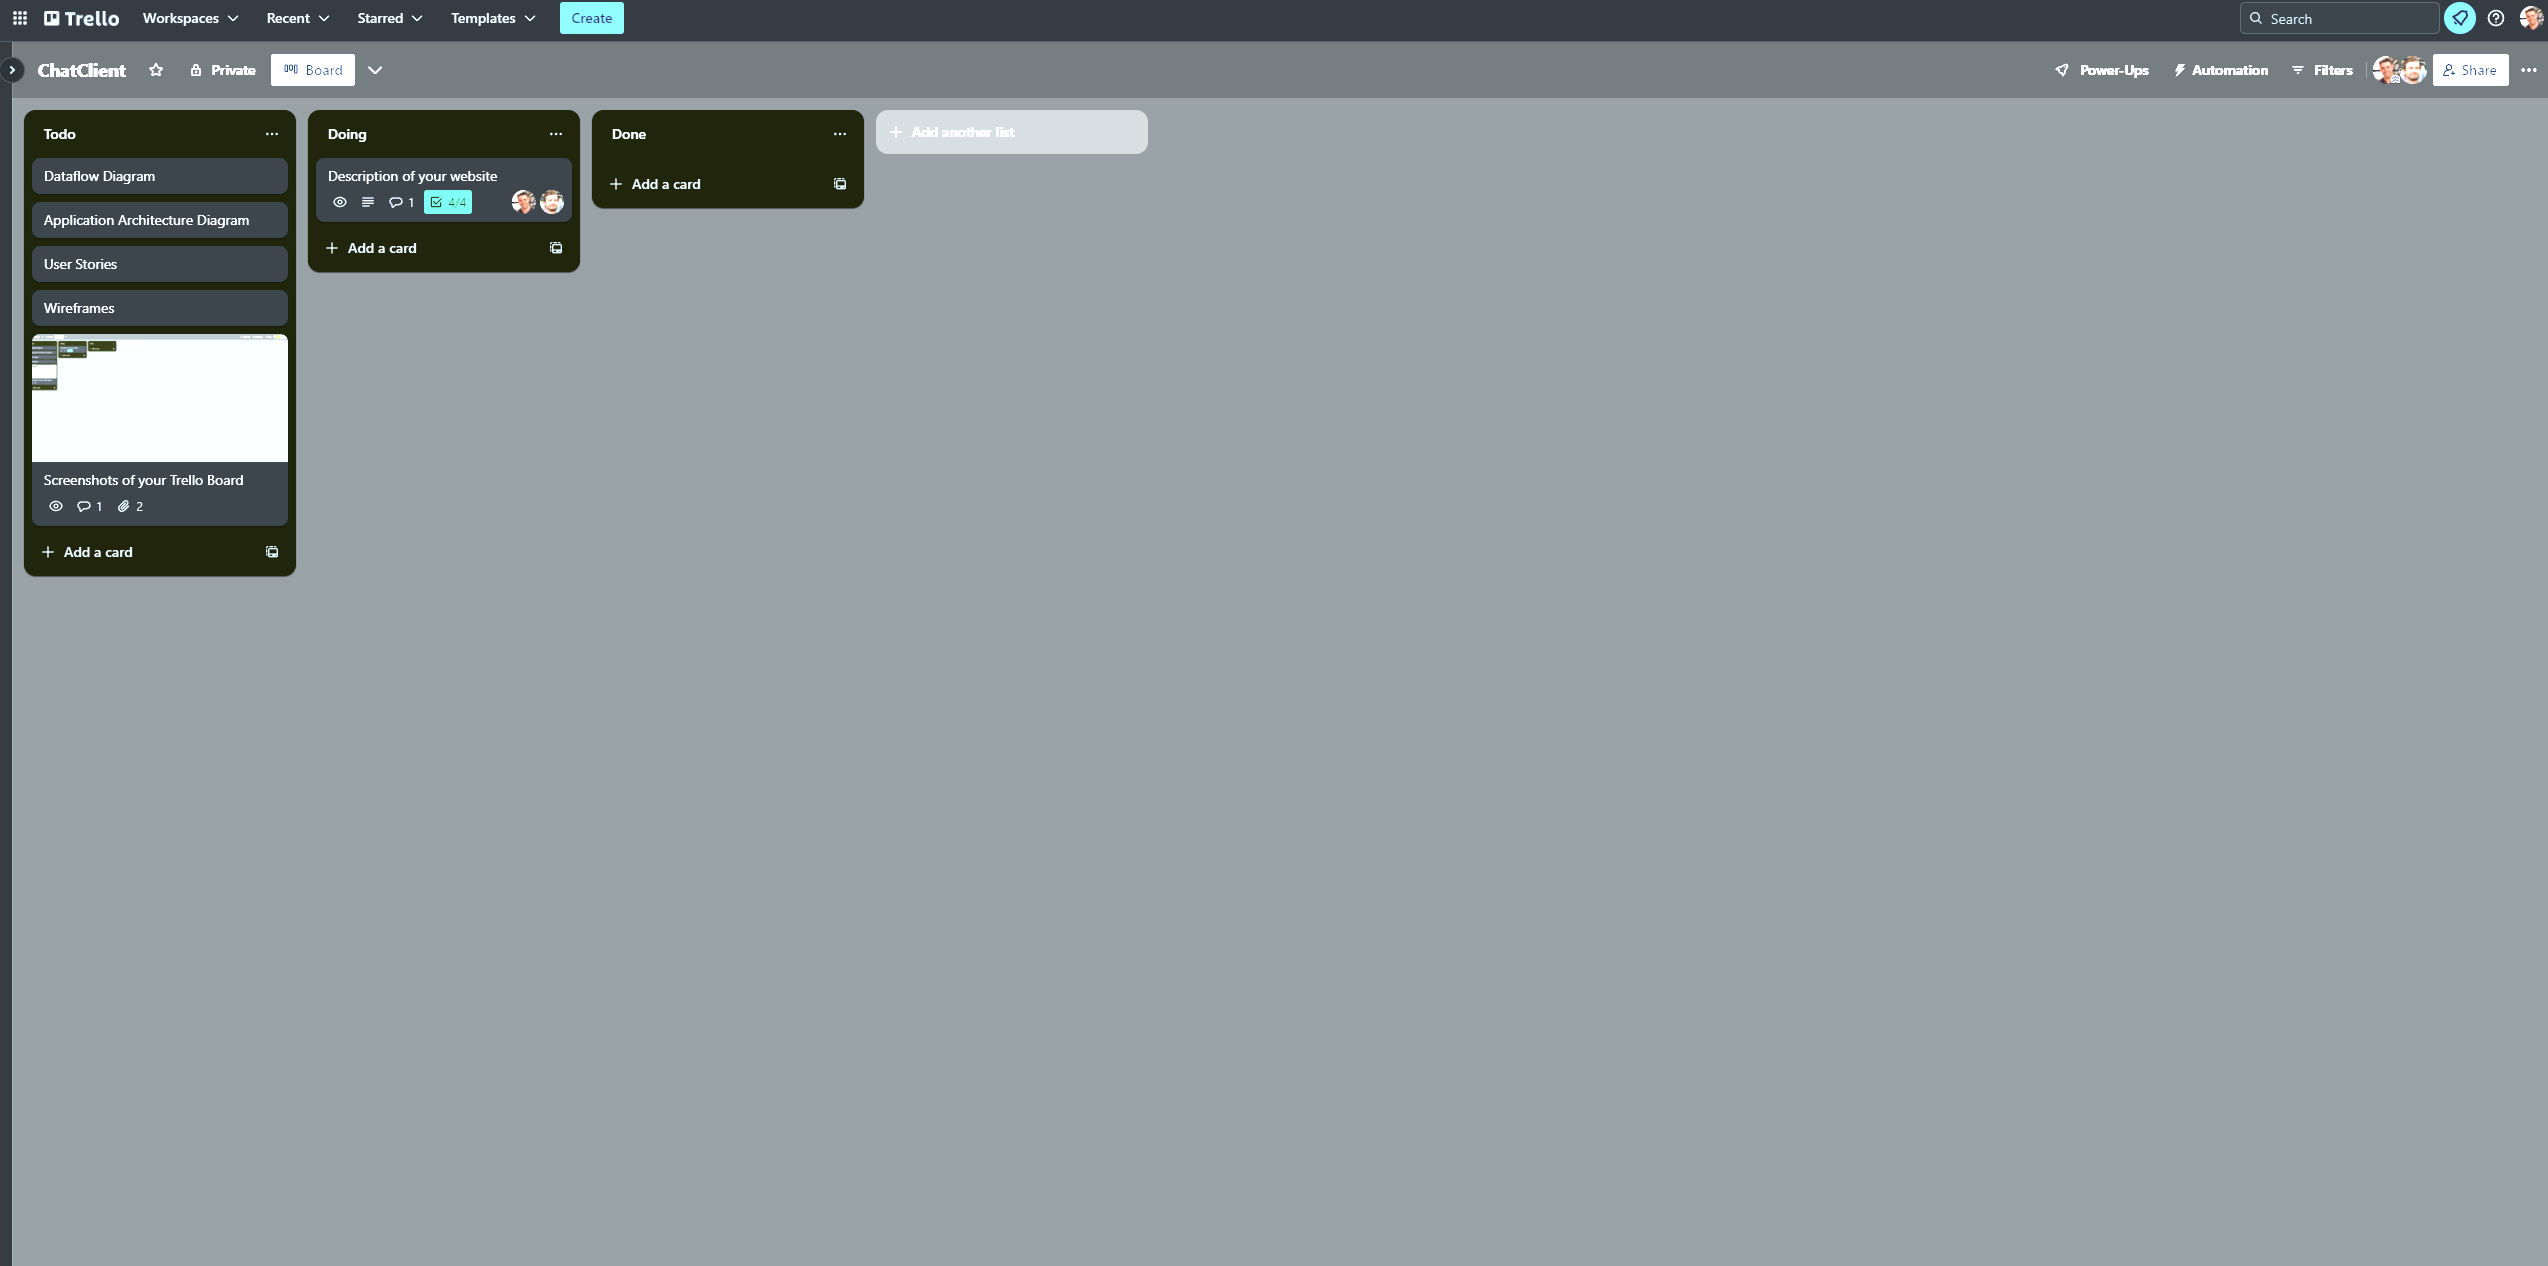 Trello Workspaces Recent Starred Templates Create Search
ChatClient Private Board Power-Ups Automation Filters Share
Todo
Dataflow Diagram
Application Architecture Diagram
User Stories
Wireframes
Screenshots of your Trello Board
1 2
+ Add a card
Doing
Description of your website
1 4/4
+ Add a card
Done
+ Add a card
+ Add another list